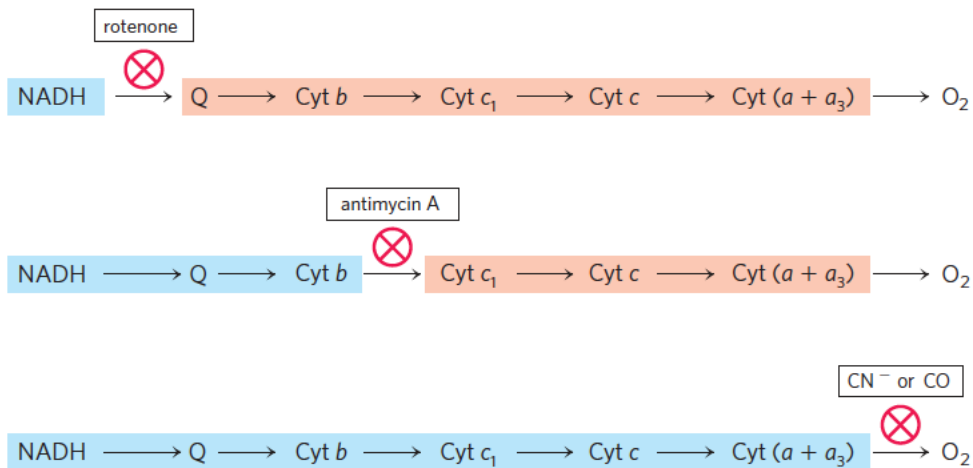 rotenone
NADH → Q → Cyt b → Cyt c₁ → Cyt c → Cyt (a + a₃) → O₂
antimycin A
NADH → Q → Cyt b → Cyt c₁ → Cyt c → Cyt (a + a₃) → O₂
CN⁻ or CO
NADH → Q → Cyt b → Cyt c₁ → Cyt c → Cyt (a + a₃) → O₂